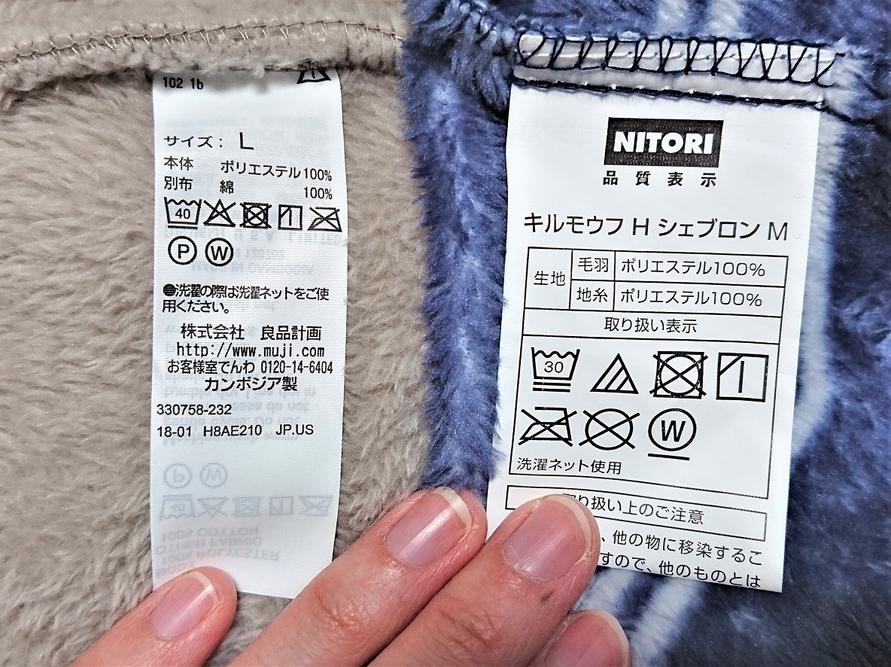 102 1b
サイズ: L
本体 ポリエステル100%
別布 綿 100%
40
P W
●洗濯の際は洗濯ネットをご使
用ください。
株式会社 良品計画
http://www.muji.com
お客様室でんわ 0120-14-6404
カンボジア製
330758-232
18-01 H8AE210 JP.US
NITORI
品質表示
キルモウフ H シェブロン M
生地 毛羽 ポリエステル100%
地糸 ポリエステル100%
取り扱い表示
30
W
洗濯ネット使用
取り扱い上のご注意
、他の物に移染するこ
すので、他のものとは